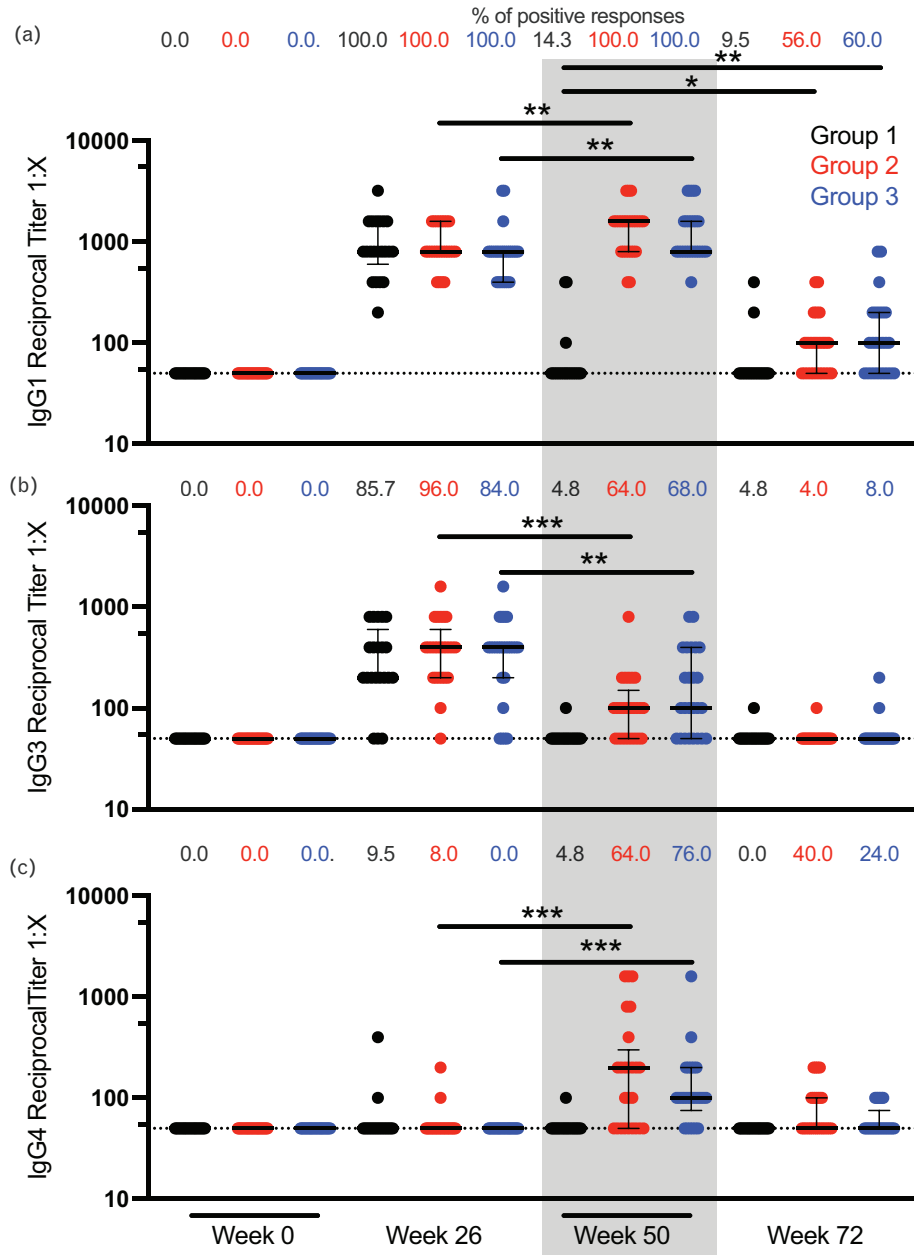 % of positive responses
(a)
0.0 0.0 0.0. 100.0 100.0 100.0 14.3 100.0 100.0 9.5 56.0 60.0
**
*
**
**
Group 1
Group 2
Group 3
IgG1 Reciprocal Titer 1:X
10000
1000
100
10
(b)
0.0 0.0 0.0 85.7 96.0 84.0 4.8 64.0 68.0 4.8 4.0 8.0
***
**
IgG3 Reciprocal Titer 1:X
10000
1000
100
10
(c)
0.0 0.0 0.0. 9.5 8.0 0.0 4.8 64.0 76.0 0.0 40.0 24.0
***
***
IgG4 ReciprocalTiter 1:X
10000
1000
100
10
Week 0 Week 26 Week 50 Week 72